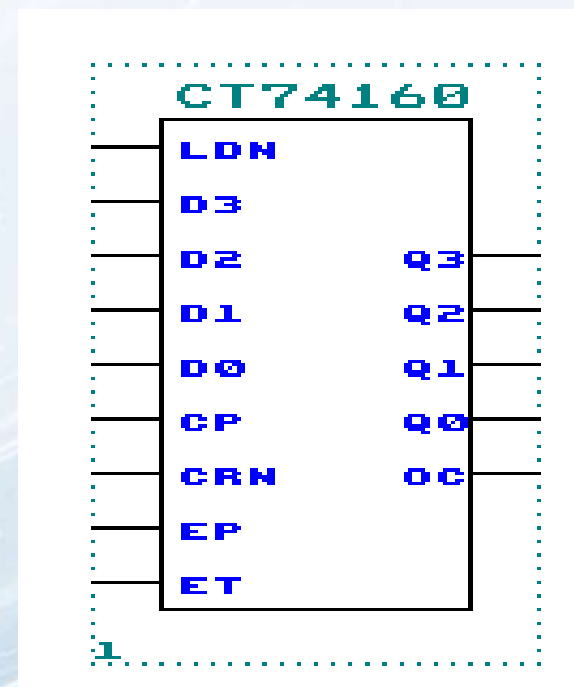 CT74160
LDN
D3
D2 Q3
D1 Q2
D0 Q1
CP Q0
CRN OC
EP
ET
1